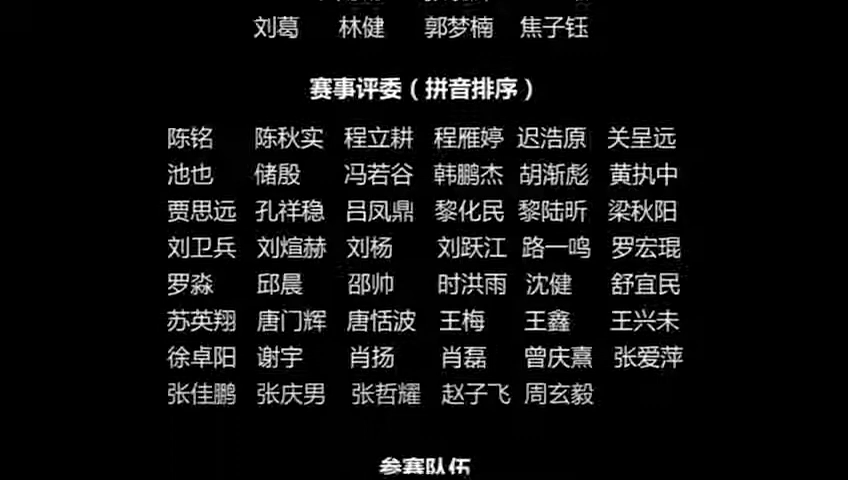 刘葛 林健 郭梦楠 焦子钰
赛事评委（拼音排序）
陈铭 陈秋实 程立耕 程雁婷 迟浩原 关呈远
池也 储殷 冯若谷 韩鹏杰 胡渐彪 黄执中
贾思远 孔祥稳 吕凤鼎 黎化民 黎陆昕 梁秋阳
刘卫兵 刘煊赫 刘杨 刘跃江 路一鸣 罗宏琨
罗淼 邱晨 邵帅 时洪雨 沈健 舒宜民
苏英翔 唐门辉 唐恬波 王梅 王鑫 王兴未
徐卓阳 谢宇 肖扬 肖磊 曾庆熹 张爱萍
张佳鹏 张庆男 张哲耀 赵子飞 周玄毅
参赛队伍